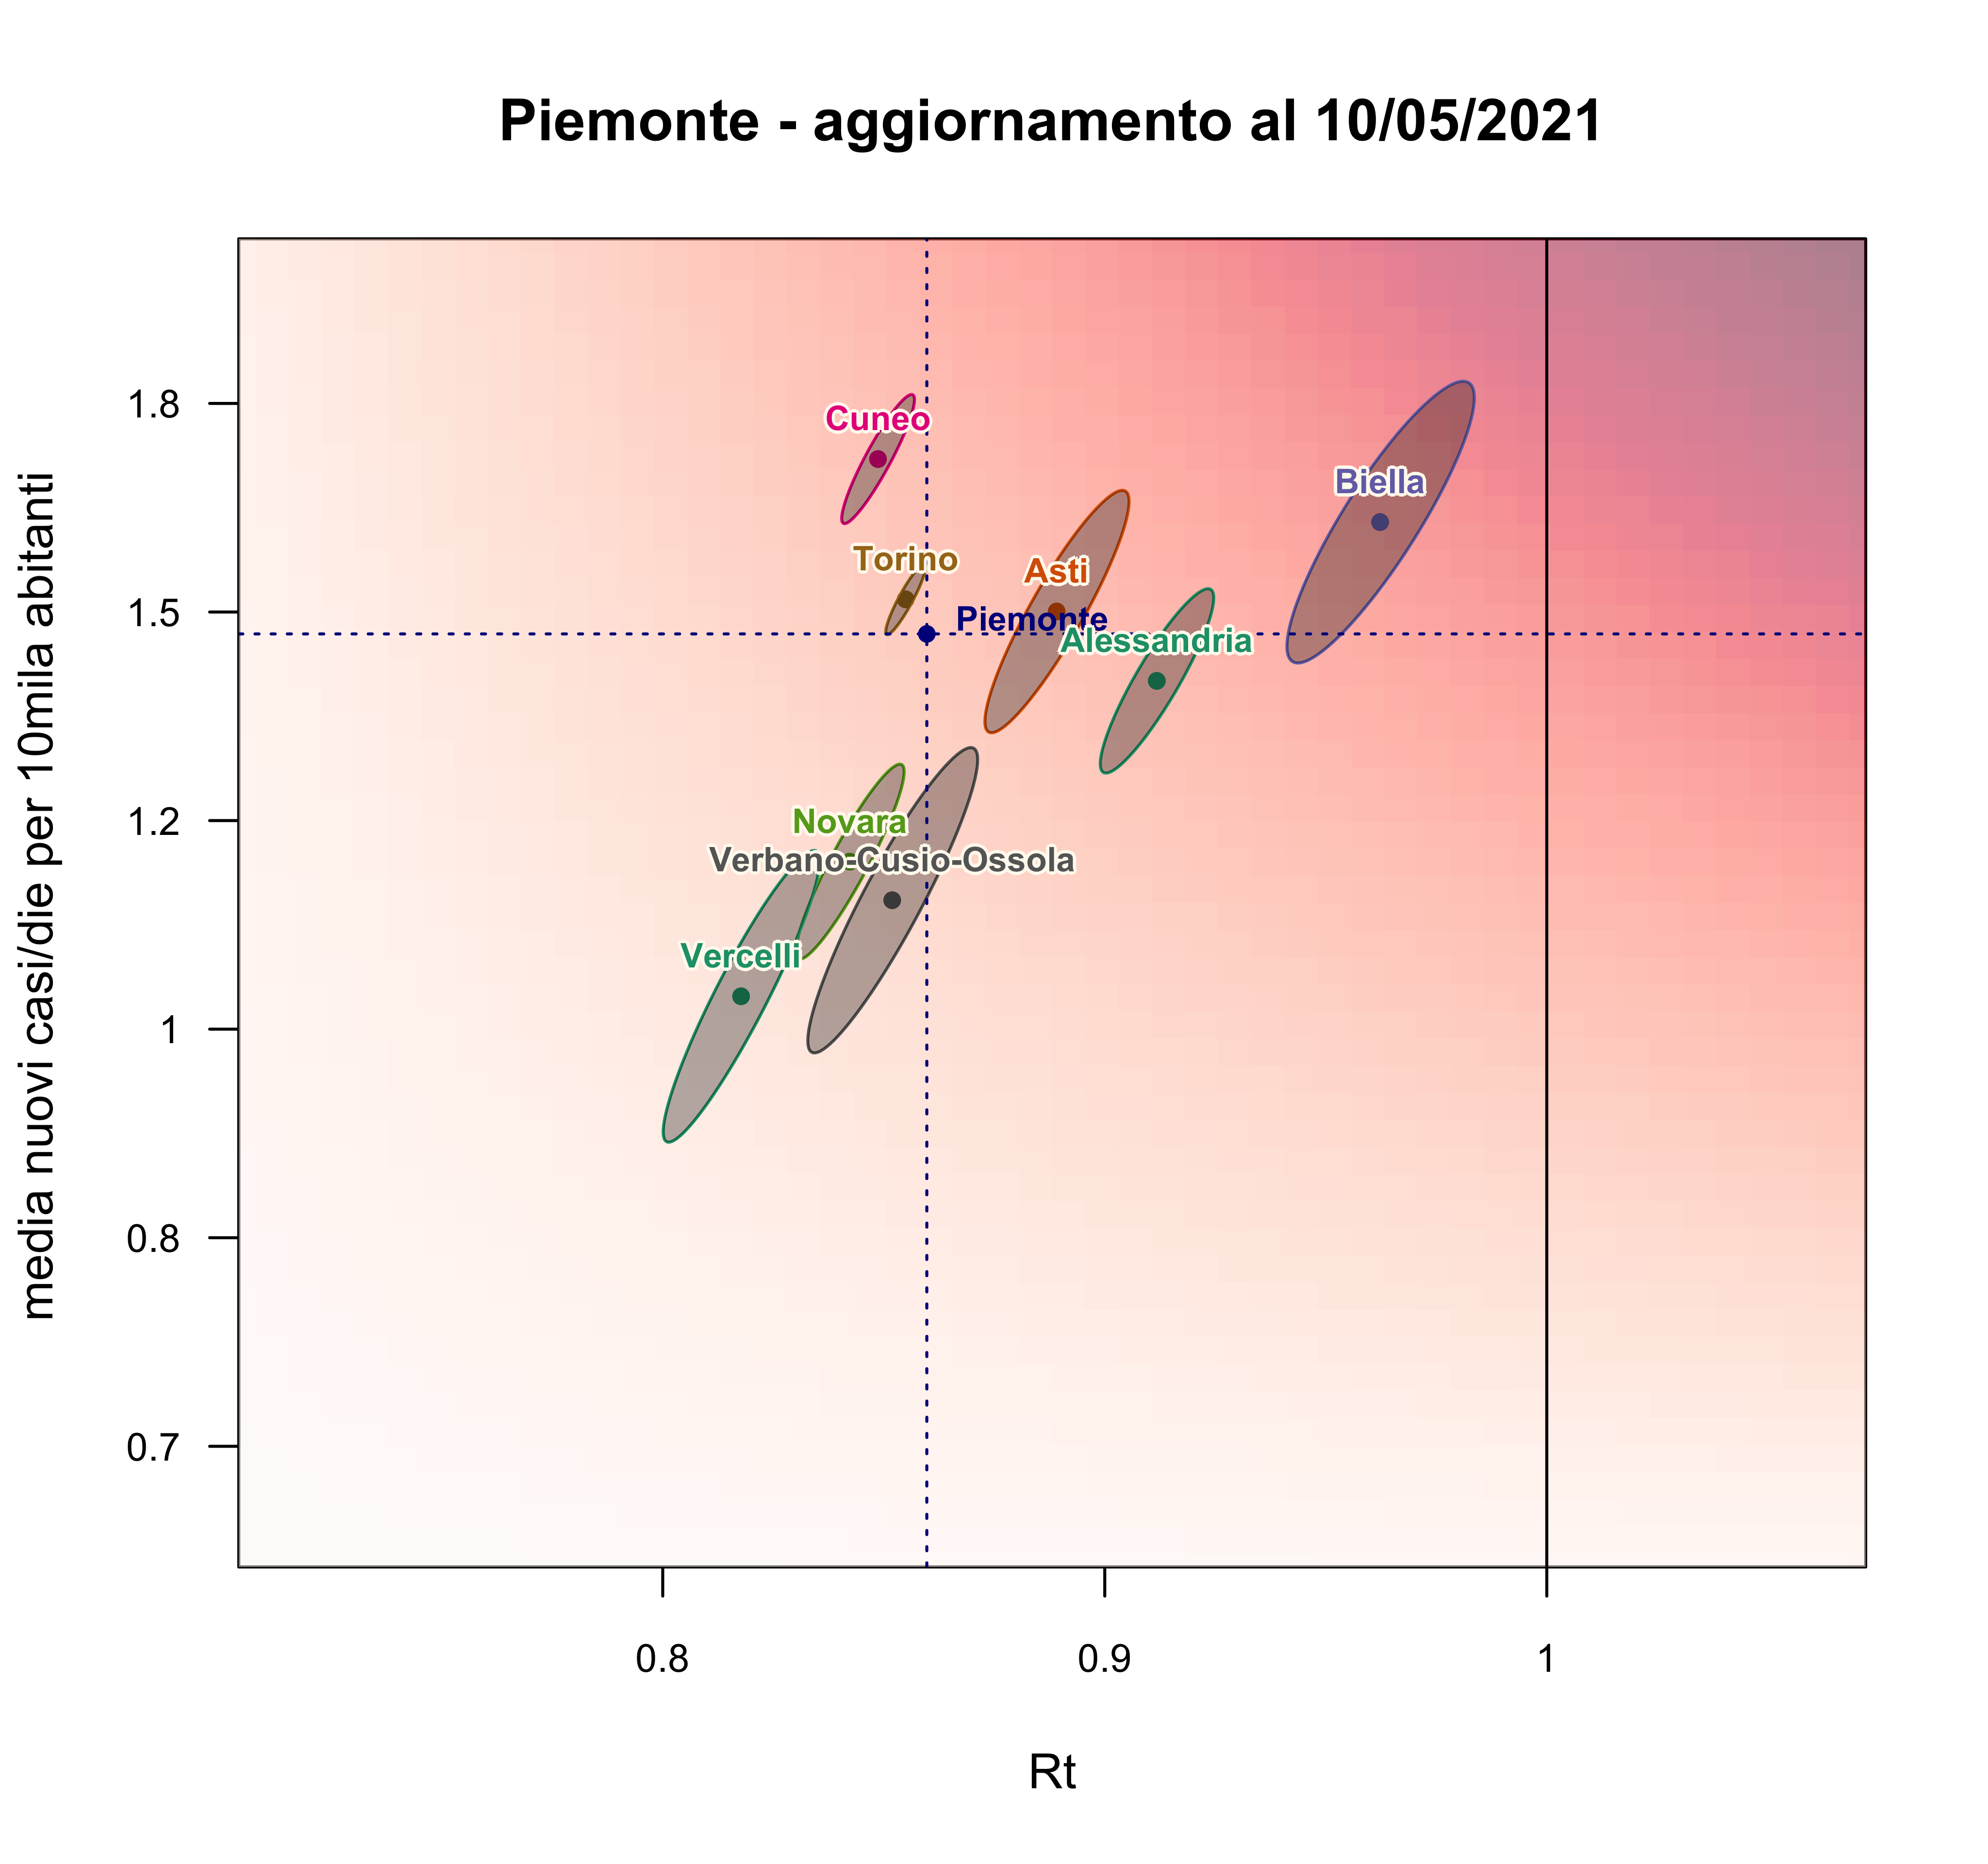 Piemonte - aggiornamento al 10/05/2021
media nuovi casi/die per 10mila abitanti
1.8
1.5
1.2
1
0.8
0.7
Cuneo
Biella
Torino
Asti
Piemonte
Alessandria
Novara
Verbano-Cusio-Ossola
Vercelli
0.8
0.9
1
Rt